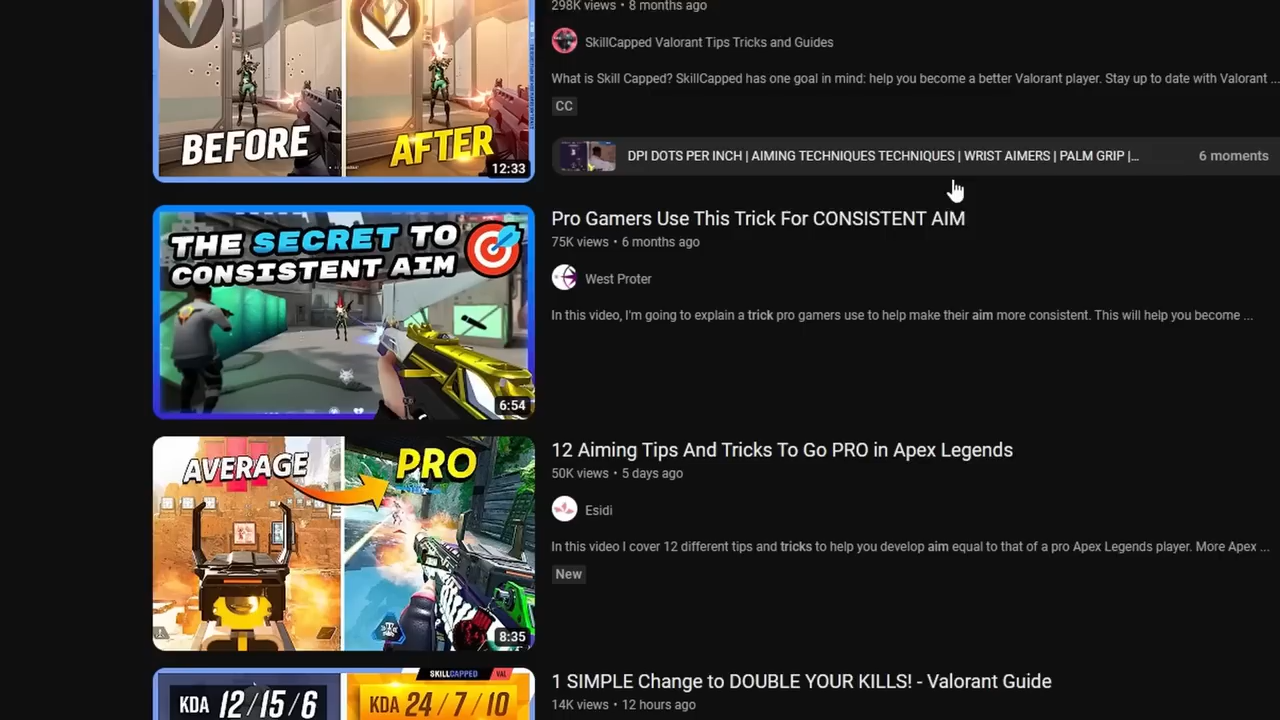 298K views • 8 months ago
SkillCapped Valorant Tips Tricks and Guides
What is Skill Capped? SkillCapped has one goal in mind: help you become a better Valorant player. Stay up to date with Valorant ...
CC
BEFORE
AFTER
12:33
DPI DOTS PER INCH | AIMING TECHNIQUES TECHNIQUES | WRIST AIMERS | PALM GRIP |...
6 moments
THE SECRET TO
CONSISTENT AIM
6:54
Pro Gamers Use This Trick For CONSISTENT AIM
75K views • 6 months ago
West Proter
In this video, I'm going to explain a trick pro gamers use to help make their aim more consistent. This will help you become ...
AVERAGE
PRO
8:35
12 Aiming Tips And Tricks To Go PRO in Apex Legends
50K views • 5 days ago
Esidi
In this video I cover 12 different tips and tricks to help you develop aim equal to that of a pro Apex Legends player. More Apex ...
New
SKILLCAPPED VAL
KDA 12/15/6
KDA 24/7/10
1 SIMPLE Change to DOUBLE YOUR KILLS! - Valorant Guide
14K views • 12 hours ago